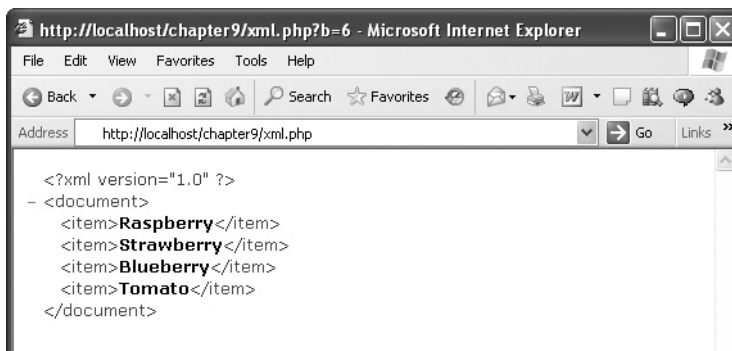 http://localhost/chapter9/xml.php?b=6 - Microsoft Internet Explorer
File Edit View Favorites Tools Help
Back Search Favorites W
Address http://localhost/chapter9/xml.php Go Links »
<?xml version="1.0" ?>
– <document>
<item>Raspberry</item>
<item>Strawberry</item>
<item>Blueberry</item>
<item>Tomato</item>
</document>